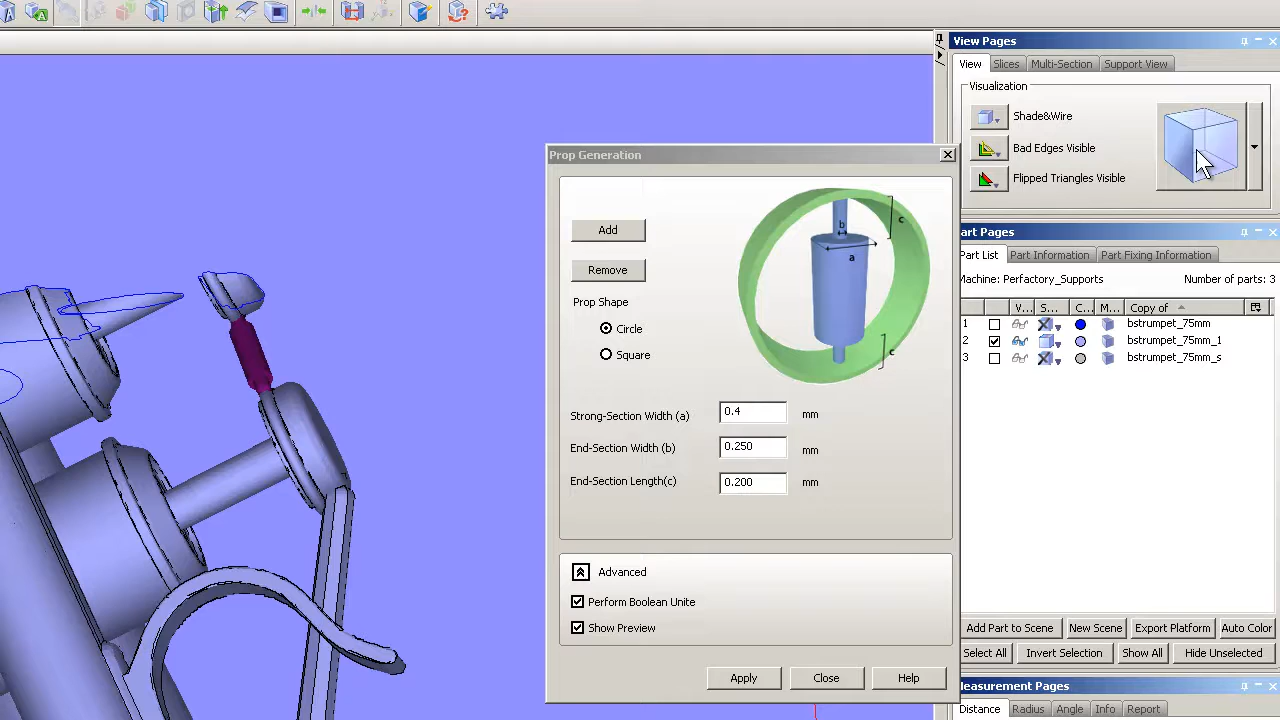 View Pages
View Slices Multi-Section Support View
Visualization
Shade&Wire
Bad Edges Visible
Flipped Triangles Visible
Prop Generation
Add
Remove
Prop Shape
Circle
Square
b
a
c
c
Strong-Section Width (a) 0.4 mm
End-Section Width (b) 0.250 mm
End-Section Length(c) 0.200 mm
Advanced
Perform Boolean Unite
Show Preview
Apply Close Help
art Pages
art List Part Information Part Fixing Information
Machine: Perfactory_Supports Number of parts: 3
V... S... C... M... Copy of
1 bstrumpet_75mm
2 bstrumpet_75mm_1
3 bstrumpet_75mm_s
Add Part to Scene New Scene Export Platform Auto Color
Select All Invert Selection Show All Hide Unselected
easurement Pages
Distance Radius Angle Info Report